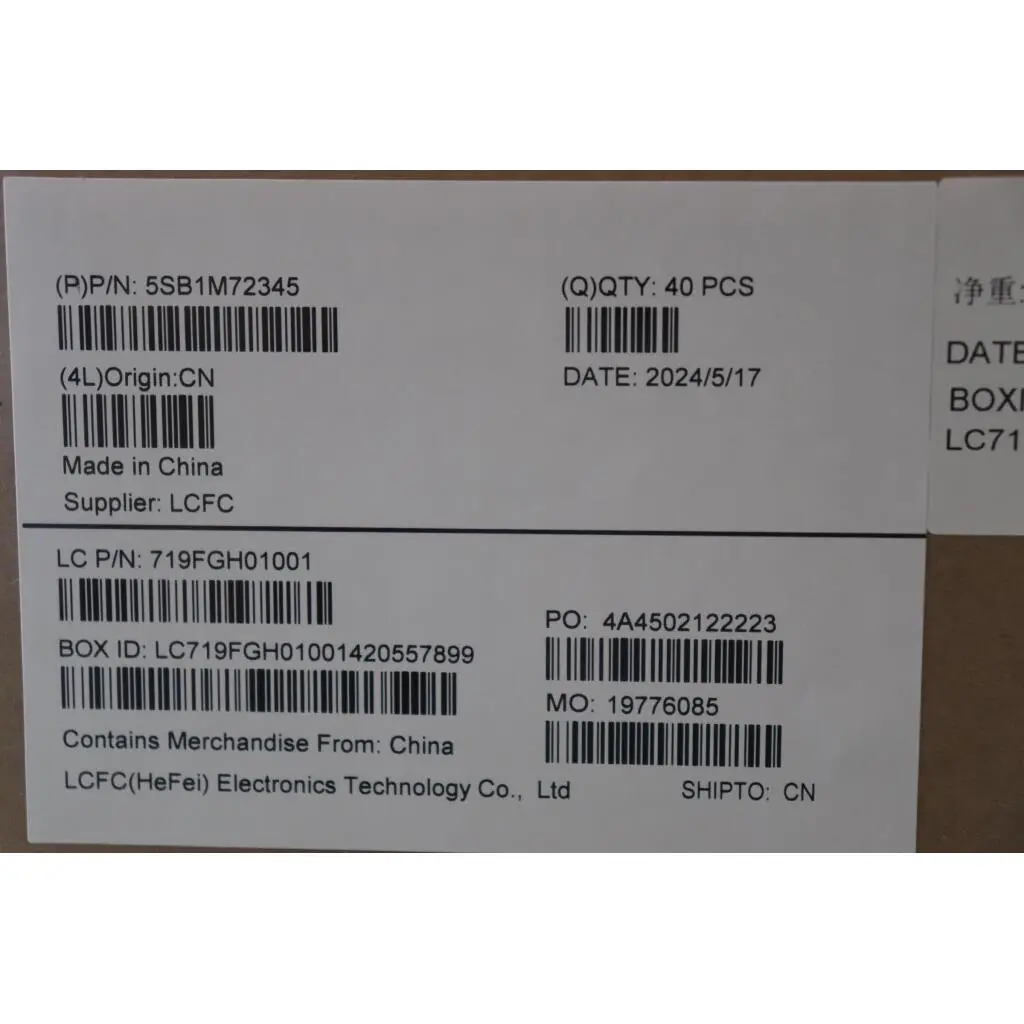 (P)P/N: 5SB1M72345
(Q)QTY: 40 PCS
(4L)Origin:CN
DATE: 2024/5/17
Made in China
Supplier: LCFC
LC P/N: 719FGH01001
BOX ID: LC719FGH01001420557899
PO: 4A4502122223
MO: 19776085
Contains Merchandise From: China
LCFC(HeFei) Electronics Technology Co., Ltd
SHIPTO: CN
净重:
DATE
BOXI
LC71